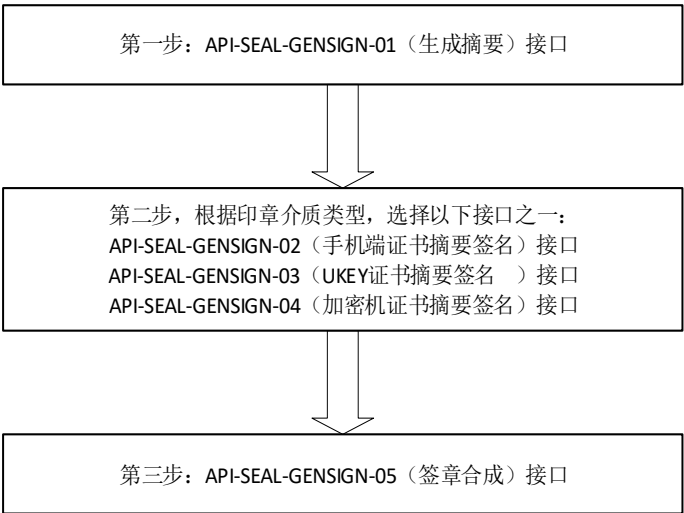 第一步：API-SEAL-GENSIGN-01（生成摘要）接口
第二步，根据印章介质类型，选择以下接口之一：
API-SEAL-GENSIGN-02（手机端证书摘要签名）接口
API-SEAL-GENSIGN-03（UKEY证书摘要签名　）接口
API-SEAL-GENSIGN-04（加密机证书摘要签名）接口
第三步：API-SEAL-GENSIGN-05（签章合成）接口